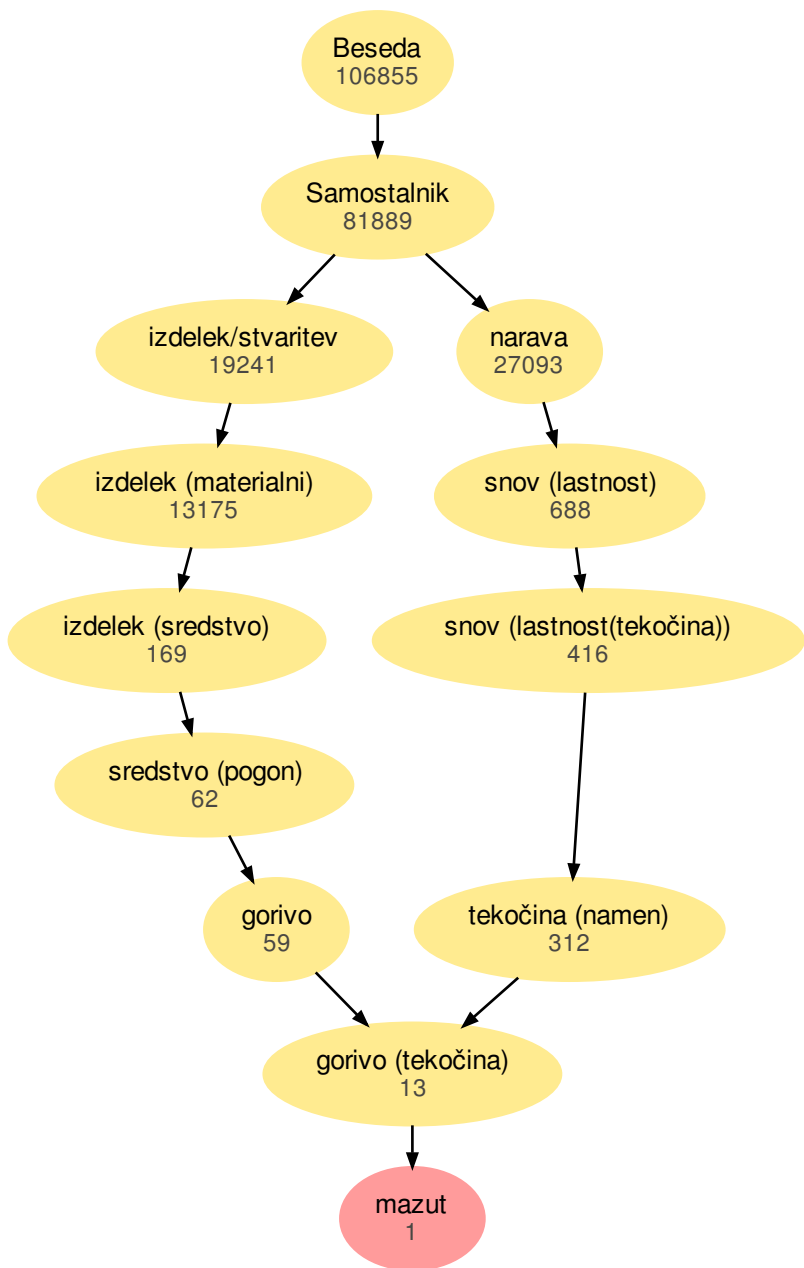 Beseda
106855
Samostalnik
81889
izdelek/stvaritev
19241
narava
27093
izdelek (materialni)
13175
snov (lastnost)
688
izdelek (sredstvo)
169
snov (lastnost(tekočina))
416
sredstvo (pogon)
62
gorivo
59
tekočina (namen)
312
gorivo (tekočina)
13
mazut
1